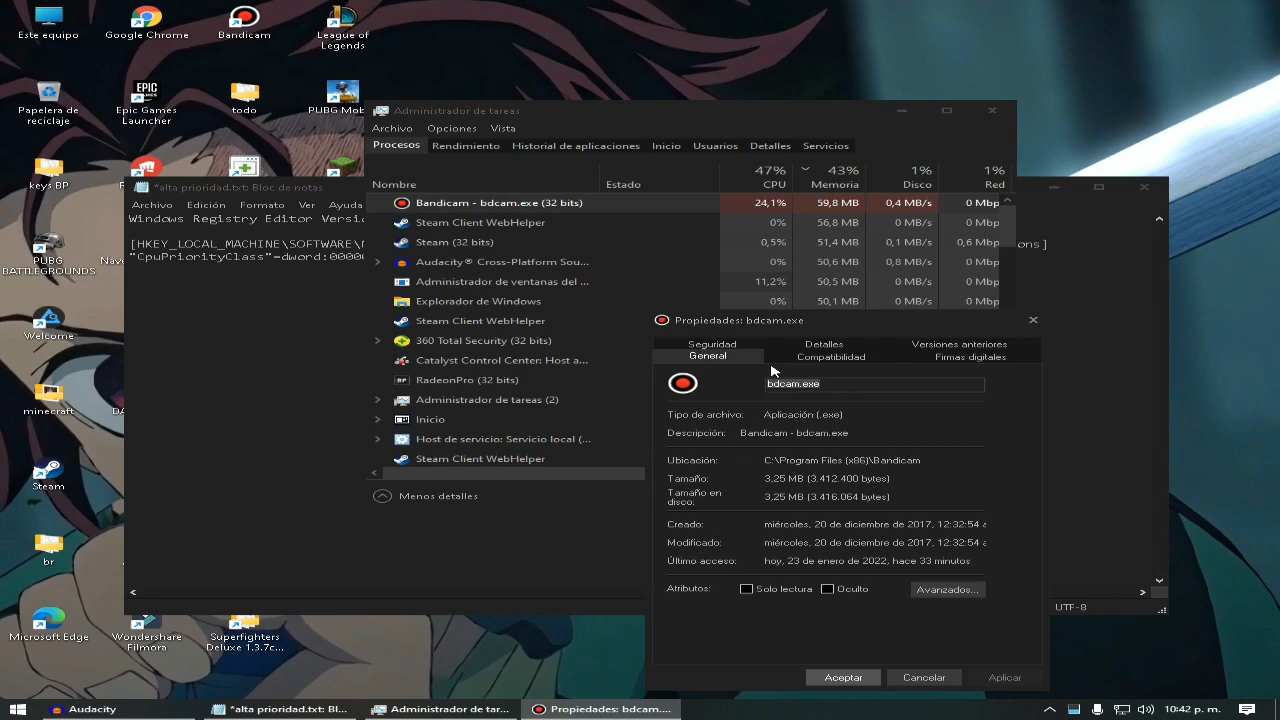 Este equipo
Google Chrome
Bandicam
League of
Legends
Papelera de
reciclaje
EPIC
GAMES
Epic Games
Launcher
todo
PUBG Mob
keys BP
PUBG
BATTLEGROUNDS
Welcome
minecraft
Steam
br
Microsoft Edge
Wondershare
Filmora
Superfighters
Deluxe 1.3.7c...
*alta prioridad.txt: Bloc de notas
Archivo Edición Formato Ver Ayuda
Windows Registry Editor Versi
[HKEY_LOCAL_MACHINE\SOFTWARE\
ons]
"CpuPriorityClass"=dword:0000
UTF-8
Administrador de tareas
Archivo Opciones Vista
Procesos Rendimiento Historial de aplicaciones Inicio Usuarios Detalles Servicios
47% 43% 1% 1%
Nombre Estado CPU Memoria Disco Red
Bandicam - bdcam.exe (32 bits) 24,1% 59,8 MB 0,4 MB/s 0 Mbp
Steam Client WebHelper 0% 56,8 MB 0 MB/s 0 Mbp
Steam (32 bits) 0,5% 51,4 MB 0,1 MB/s 0,6 Mbp
Audacity® Cross-Platform Sou... 0% 50,6 MB 0,8 MB/s 0 Mbp
Administrador de ventanas del ... 11,2% 50,5 MB 0 MB/s 0 Mbp
Explorador de Windows 0% 50,1 MB 0 MB/s 0 Mbp
Steam Client WebHelper
360 Total Security (32 bits)
Catalyst Control Center: Host a...
RP RadeonPro (32 bits)
Administrador de tareas (2)
Inicio
Host de servicio: Servicio local (...
Steam Client WebHelper
Menos detalles
Propiedades: bdcam.exe
Seguridad Detalles Versiones anteriores
General Compatibilidad Firmas digitales
bdcam.exe
Tipo de archivo: Aplicación (.exe)
Descripción: Bandicam - bdcam.exe
Ubicación: C:\Program Files (x86)\Bandicam
Tamaño: 3,25 MB (3.412.400 bytes)
Tamaño en
disco: 3,25 MB (3.416.064 bytes)
Creado: miércoles, 20 de diciembre de 2017, 12:32:54 a
Modificado: miércoles, 20 de diciembre de 2017, 12:32:54 a
Último acceso: hoy, 23 de enero de 2022, hace 33 minutos
Atributos: Solo lectura Oculto Avanzados...
Aceptar Cancelar Aplicar
Audacity *alta prioridad.txt: Bl... Administrador de tar... Propiedades: bdcam.... 10:42 p. m.